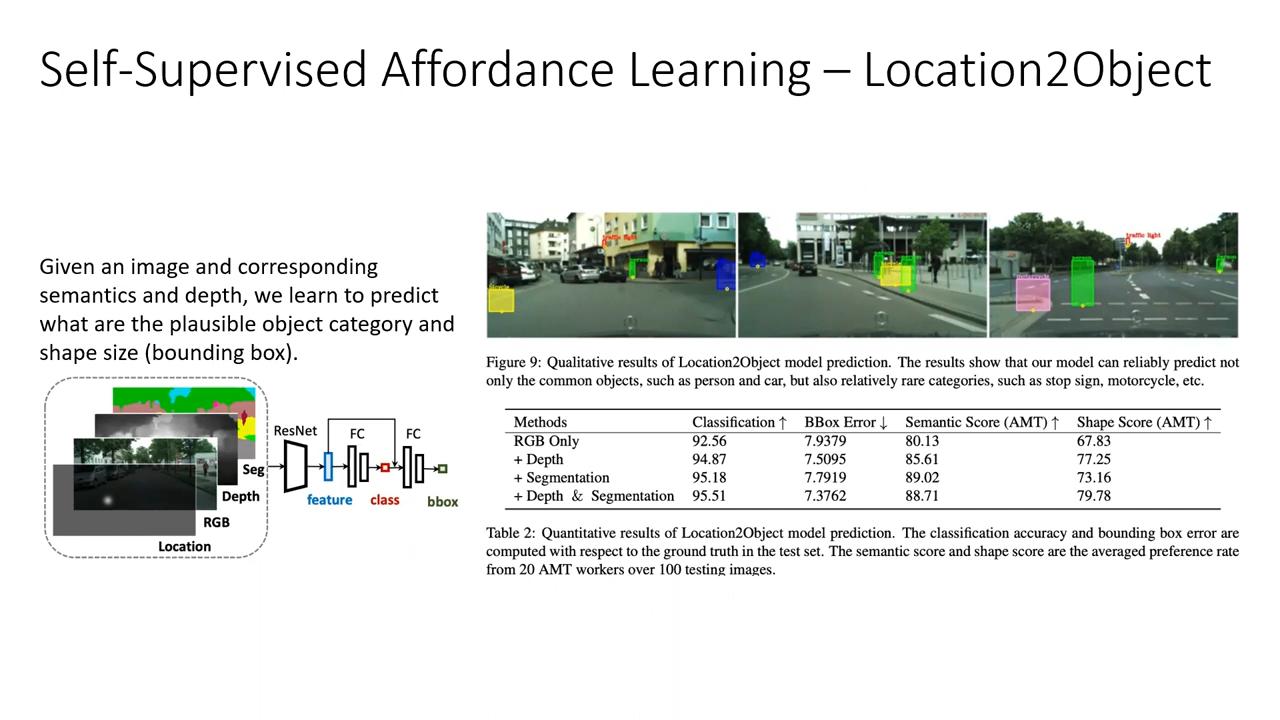 Self-Supervised Affordance Learning – Location2Object
Given an image and corresponding
semantics and depth, we learn to predict
what are the plausible object category and
shape size (bounding box).
Seg
Depth
RGB
Location
ResNet
FC
FC
feature
class
bbox
traffic light
traffic light
Figure 9: Qualitative results of Location2Object model prediction. The results show that our model can reliably predict not
only the common objects, such as person and car, but also relatively rare categories, such as stop sign, motorcycle, etc.
Methods Classification ↑ BBox Error ↓ Semantic Score (AMT) ↑ Shape Score (AMT) ↑
RGB Only 92.56 7.9379 80.13 67.83
+ Depth 94.87 7.5095 85.61 77.25
+ Segmentation 95.18 7.7919 89.02 73.16
+ Depth & Segmentation 95.51 7.3762 88.71 79.78
Table 2: Quantitative results of Location2Object model prediction. The classification accuracy and bounding box error are
computed with respect to the ground truth in the test set. The semantic score and shape score are the averaged preference rate
from 20 AMT workers over 100 testing images.